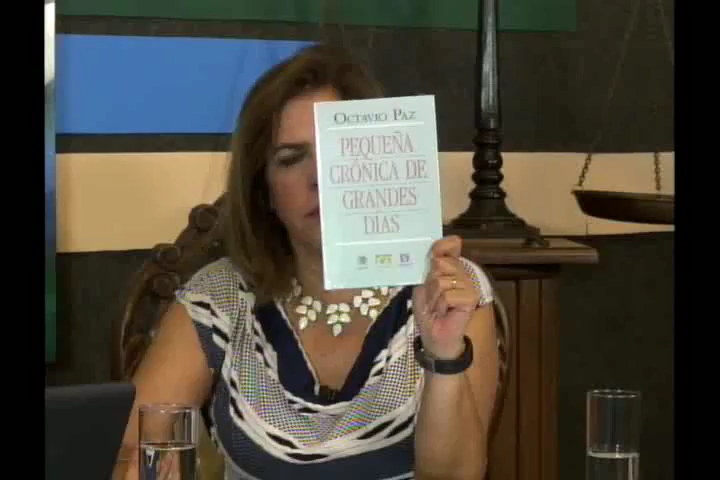 OCTAVIO PAZ
PEQUEÑA
CRÓNICA DE
GRANDES
DÍAS